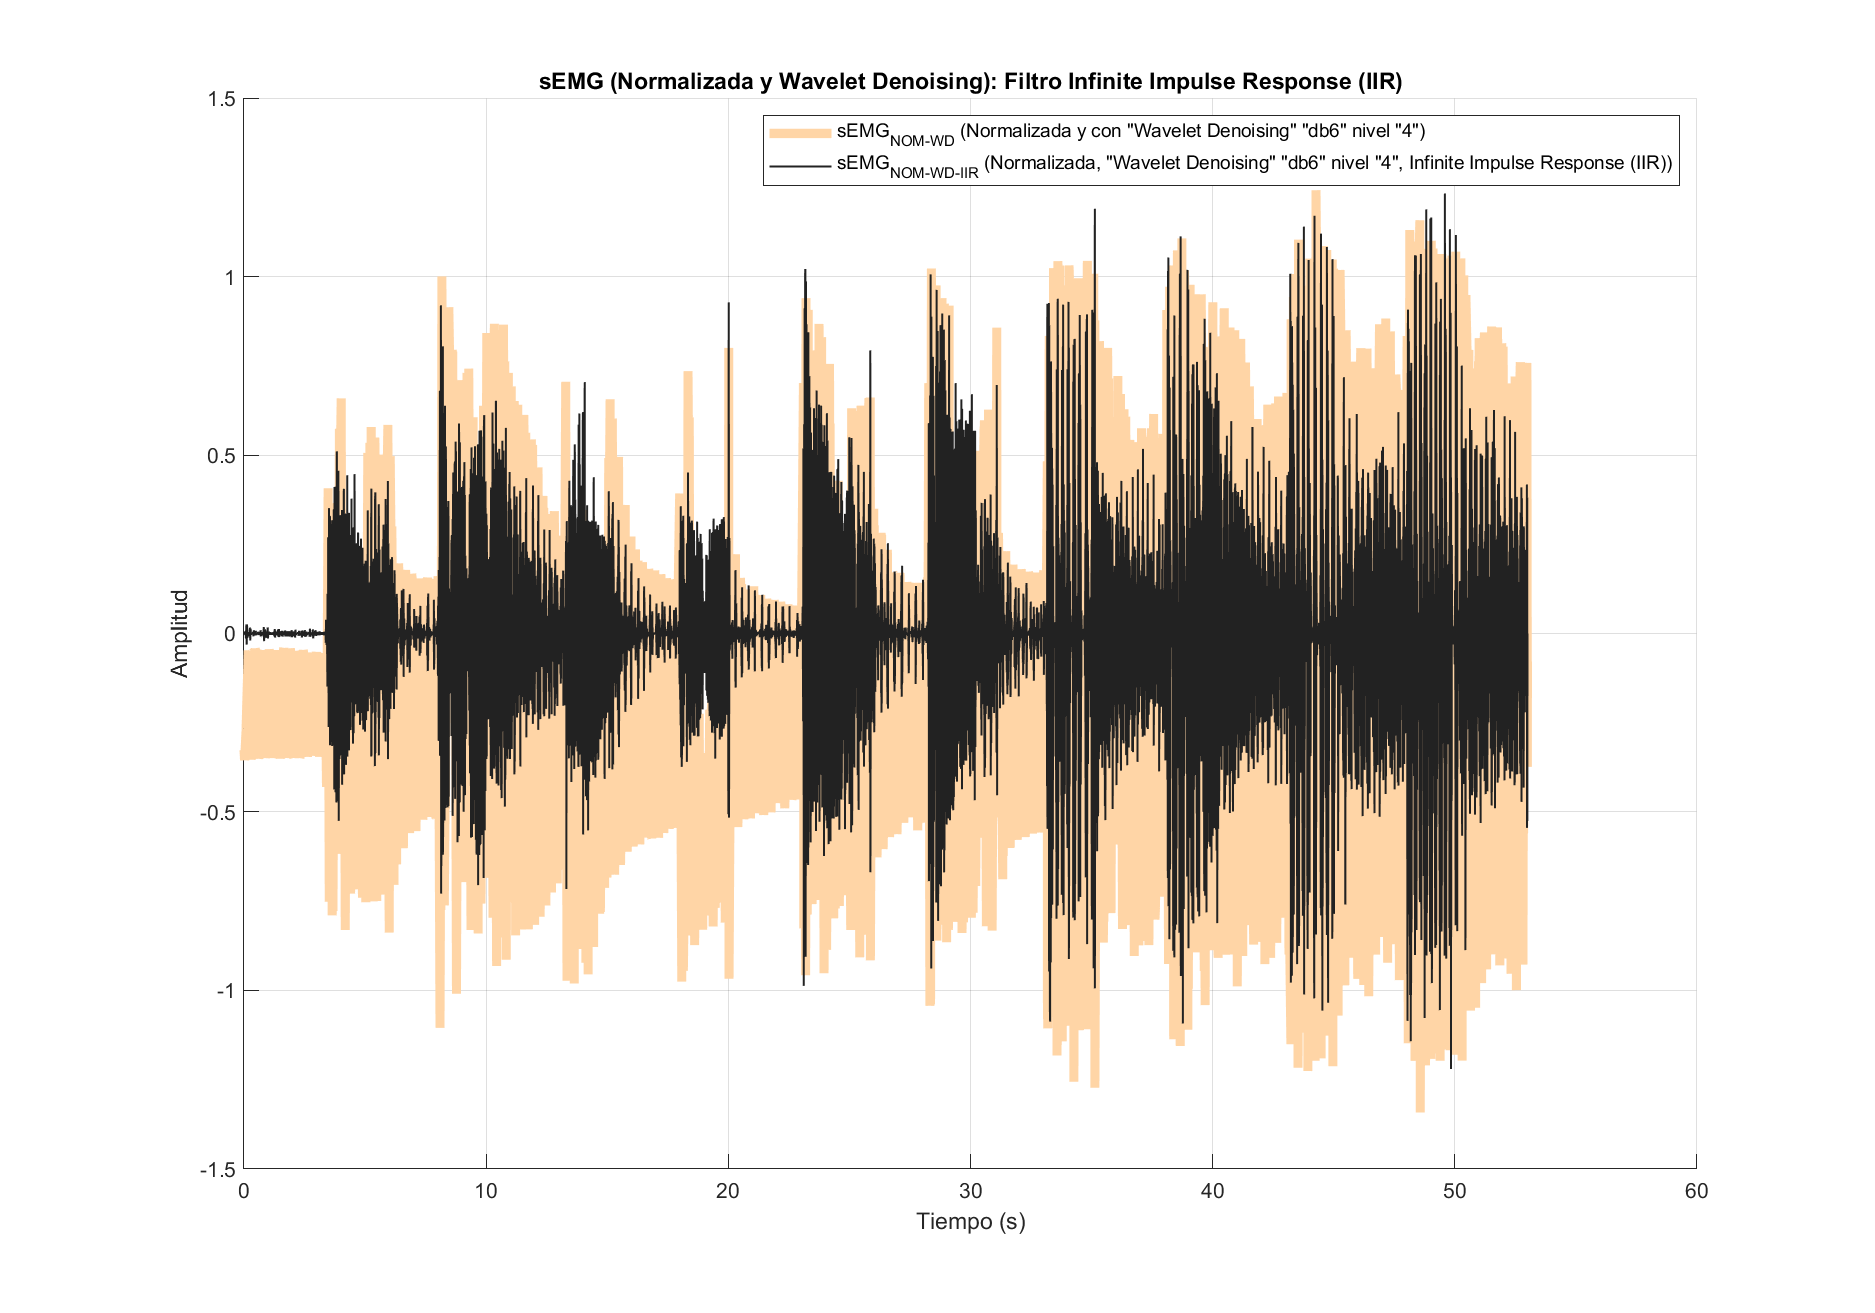 sEMG (Normalizada y Wavelet Denoising): Filtro Infinite Impulse Response (IIR)
sEMG_NOM-WD (Normalizada y con "Wavelet Denoising" "db6" nivel "4")
sEMG_NOM-WD-IIR (Normalizada, "Wavelet Denoising" "db6" nivel "4", Infinite Impulse Response (IIR))
Amplitud
1.5
1
0.5
0
-0.5
-1
-1.5
0 10 20 30 40 50 60
Tiempo (s)